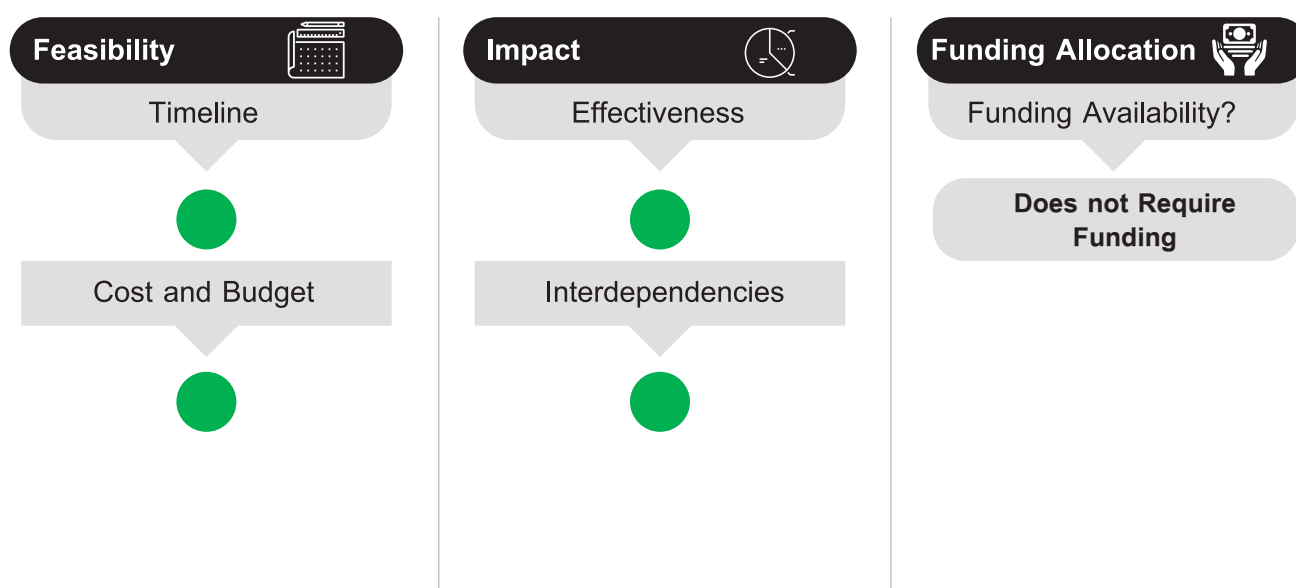 Feasibility
Timeline
Cost and Budget
Impact
Effectiveness
Interdependencies
Funding Allocation
Funding Availability?
Does not Require
Funding